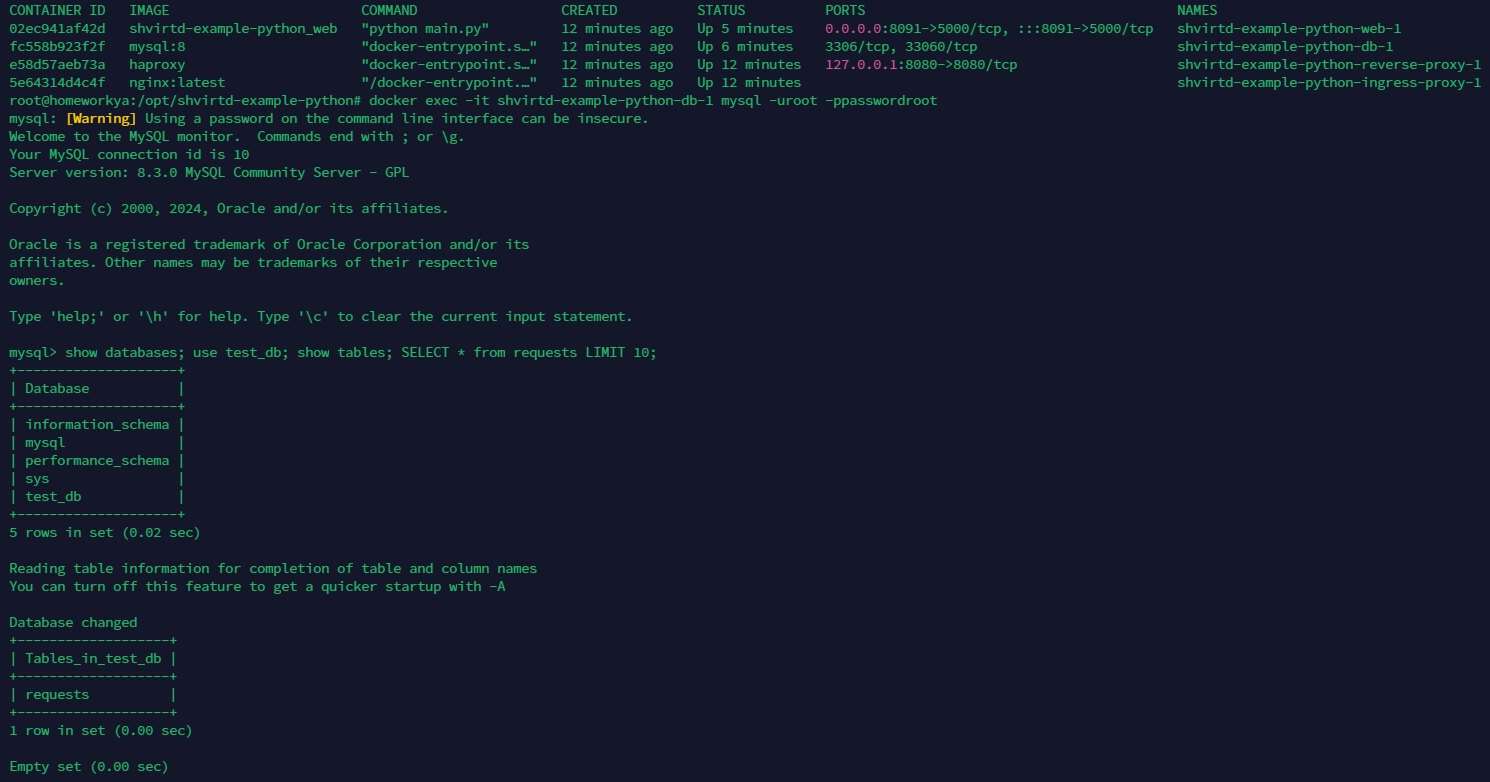 CONTAINER ID   IMAGE                       COMMAND                  CREATED          STATUS          PORTS                                       NAMES
02ec941af42d   shvirtd-example-python_web   "python main.py"         12 minutes ago   Up 5 minutes    0.0.0.0:8091->5000/tcp, :::8091->5000/tcp   shvirtd-example-python-web-1
fc558b923f2f   mysql:8                      "docker-entrypoint.s…"   12 minutes ago   Up 6 minutes    3306/tcp, 33060/tcp                         shvirtd-example-python-db-1
e58d57aeb73a   haproxy                      "docker-entrypoint.s…"   12 minutes ago   Up 12 minutes   127.0.0.1:8080->8080/tcp                    shvirtd-example-python-reverse-proxy-1
5e64314d4c4f   nginx:latest                 "/docker-entrypoint.…"   12 minutes ago   Up 12 minutes                                               shvirtd-example-python-ingress-proxy-1
root@homeworkya:/opt/shvirtd-example-python# docker exec -it shvirtd-example-python-db-1 mysql -uroot -ppasswordroot
mysql: [Warning] Using a password on the command line interface can be insecure.
Welcome to the MySQL monitor.  Commands end with ; or \g.
Your MySQL connection id is 10
Server version: 8.3.0 MySQL Community Server - GPL
Copyright (c) 2000, 2024, Oracle and/or its affiliates.
Oracle is a registered trademark of Oracle Corporation and/or its
affiliates. Other names may be trademarks of their respective
owners.
Type 'help;' or '\h' for help. Type '\c' to clear the current input statement.
mysql> show databases; use test_db; show tables; SELECT * from requests LIMIT 10;
+--------------------+
| Database           |
+--------------------+
| information_schema |
| mysql              |
| performance_schema |
| sys                |
| test_db            |
+--------------------+
5 rows in set (0.02 sec)
Reading table information for completion of table and column names
You can turn off this feature to get a quicker startup with -A
Database changed
+-------------------+
| Tables_in_test_db |
+-------------------+
| requests          |
+-------------------+
1 row in set (0.00 sec)
Empty set (0.00 sec)